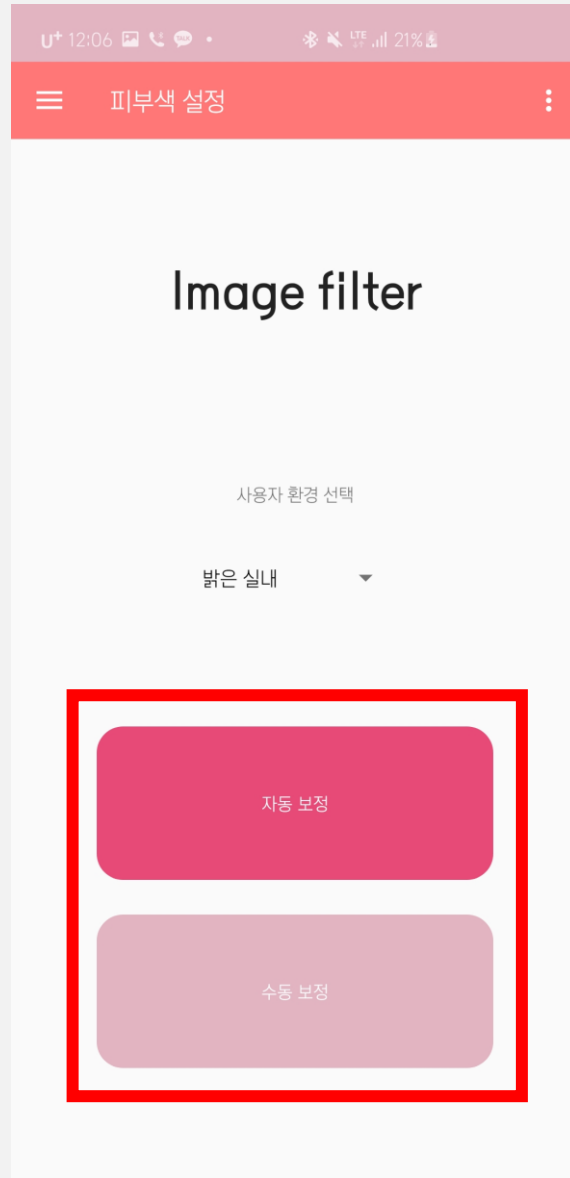 U+ 12:06 LTE 21%
피부색 설정
Image filter
사용자 환경 선택
밝은 실내
자동 보정
수동 보정